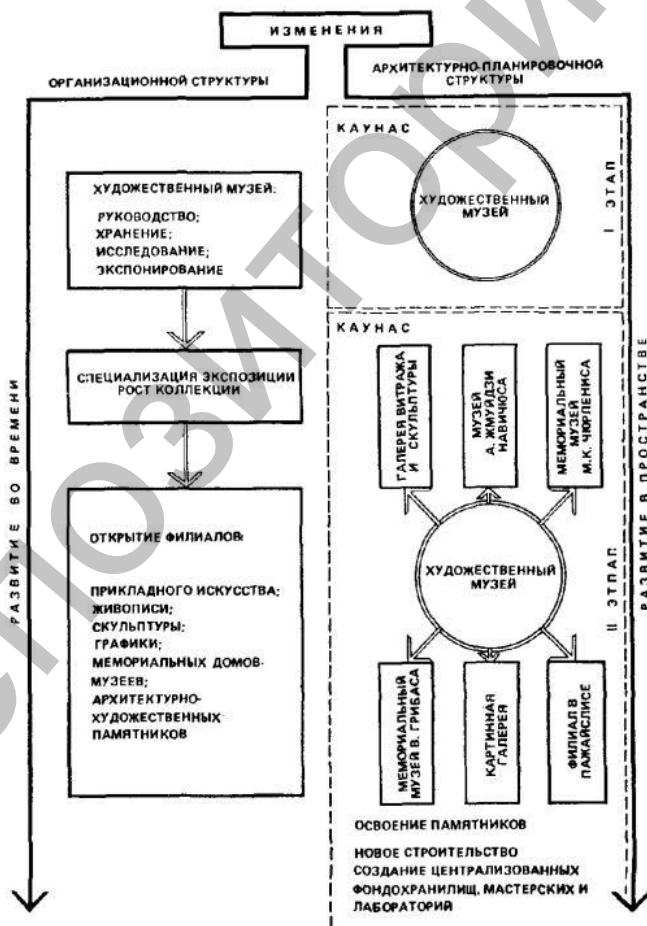 ИЗМЕНЕНИЯ
ОРГАНИЗАЦИОННОЙ СТРУКТУРЫ
АРХИТЕКТУРНО-ПЛАНИРОВОЧНОЙ
СТРУКТУРЫ
РАЗВИТИЕ ВО ВРЕМЕНИ
ХУДОЖЕСТВЕННЫЙ МУЗЕЙ:
РУКОВОДСТВО;
ХРАНЕНИЕ;
ИССЛЕДОВАНИЕ;
ЭКСПОНИРОВАНИЕ
СПЕЦИАЛИЗАЦИЯ ЭКСПОЗИЦИИ
РОСТ КОЛЛЕКЦИИ
ОТКРЫТИЕ ФИЛИАЛОВ:
ПРИКЛАДНОГО ИСКУССТВА;
ЖИВОПИСИ;
СКУЛЬПТУРЫ;
ГРАФИКИ;
МЕМОРИАЛЬНЫХ ДОМОВ-
МУЗЕЕВ;
АРХИТЕКТУРНО-
ХУДОЖЕСТВЕННЫХ
ПАМЯТНИКОВ
КАУНАС
ХУДОЖЕСТВЕННЫЙ
МУЗЕЙ
I ЭТАП
КАУНАС
ГАЛЕРЕЯ ВИТРАЖА
И СКУЛЬПТУРЫ
МУЗЕЙ
А. ЖМУЙДЗИ
НАВИЧЮСА
МЕМОРИАЛЬНЫЙ
МУЗЕЙ
М.К. ЧЮРЛЕНИСА
ХУДОЖЕСТВЕННЫЙ
МУЗЕЙ
II ЭТПАП
МЕМОРИАЛЬНЫЙ
МУЗЕЙ В. ГРИБАСА
КАРТИННАЯ
ГАЛЕРЕЯ
ФИЛИАЛ В
ПАЖАЙСЛИСЕ
ОСВОЕНИЕ ПАМЯТНИКОВ
НОВОЕ СТРОИТЕЛЬСТВО
СОЗДАНИЕ ЦЕНТРАЛИЗОВАННЫХ
ФОНДОХРАНИЛИЩ, МАСТЕРСКИХ И
ЛАБОРАТОРИЙ
РАЗВИТИЕ В ПРОСТРАНСТВЕ